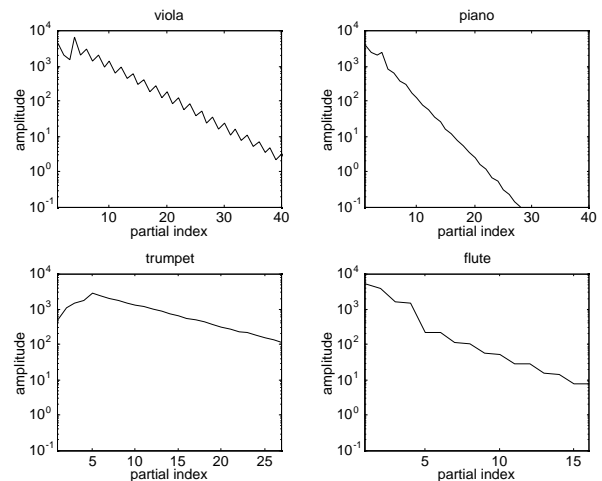 viola
10^4
10^3
10^2
10^1
10^0
10^-1
amplitude
10 20 30 40
partial index
piano
10^4
10^3
10^2
10^1
10^0
10^-1
amplitude
10 20 30 40
partial index
trumpet
10^4
10^3
10^2
10^1
10^0
10^-1
amplitude
5 10 15 20 25
partial index
flute
10^4
10^3
10^2
10^1
10^0
10^-1
amplitude
5 10 15
partial index